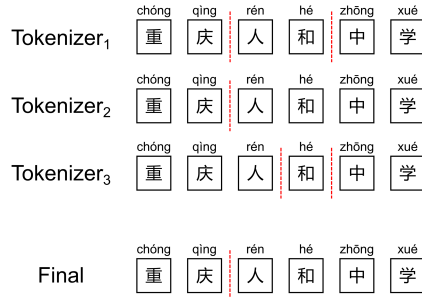 chóng qìng rén hé zhōng xué
Tokenizer₁ 重 庆 人 和 中 学
chóng qìng rén hé zhōng xué
Tokenizer₂ 重 庆 人 和 中 学
chóng qìng rén hé zhōng xué
Tokenizer₃ 重 庆 人 和 中 学
chóng qìng rén hé zhōng xué
Final 重 庆 人 和 中 学